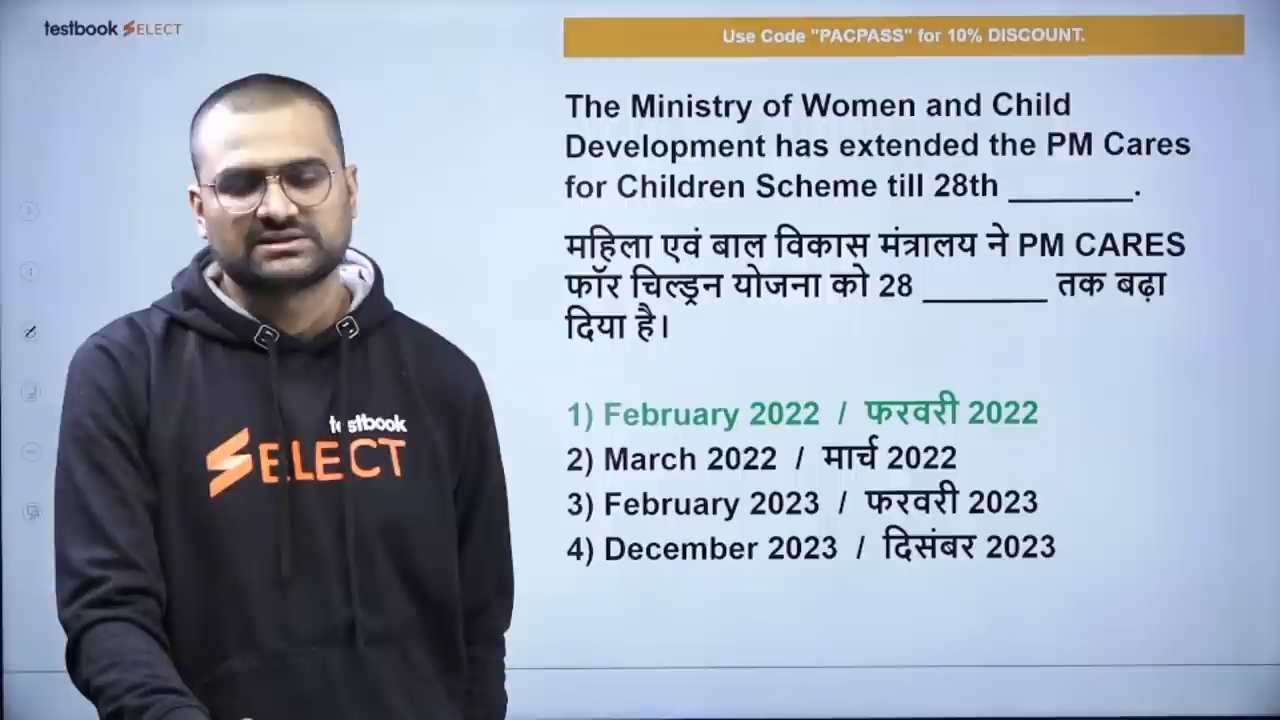 testbook SELECT
Use Code "PACPASS" for 10% DISCOUNT.
The Ministry of Women and Child
Development has extended the PM Cares
for Children Scheme till 28th _______.
महिला एवं बाल विकास मंत्रालय ने PM CARES
फॉर चिल्ड्रन योजना को 28 _______ तक बढ़ा
दिया है।
1) February 2022 / फरवरी 2022
2) March 2022 / मार्च 2022
3) February 2023 / फरवरी 2023
4) December 2023 / दिसंबर 2023
testbook
SELECT